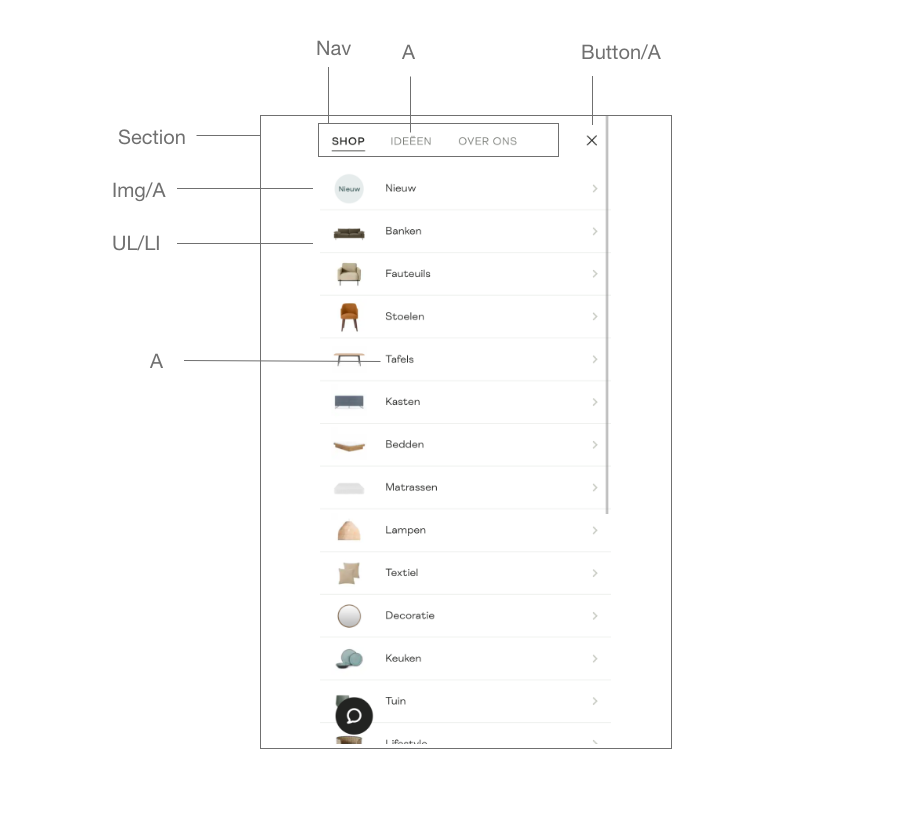 Nav
A
Button/A
Section
SHOP IDEËEN OVER ONS
Img/A
Nieuw Nieuw
Banken
UL/LI
Fauteuils
Stoelen
A
Tafels
Kasten
Bedden
Matrassen
Lampen
Textiel
Decoratie
Keuken
Tuin
Lifestyle